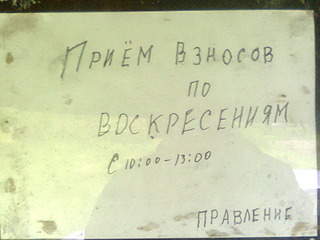 ПРИЁМ ВЗНОСОВ
ПО
ВОСКРЕСЕНИЯМ
С 10:00-13:00
ПРАВЛЕНИЕ